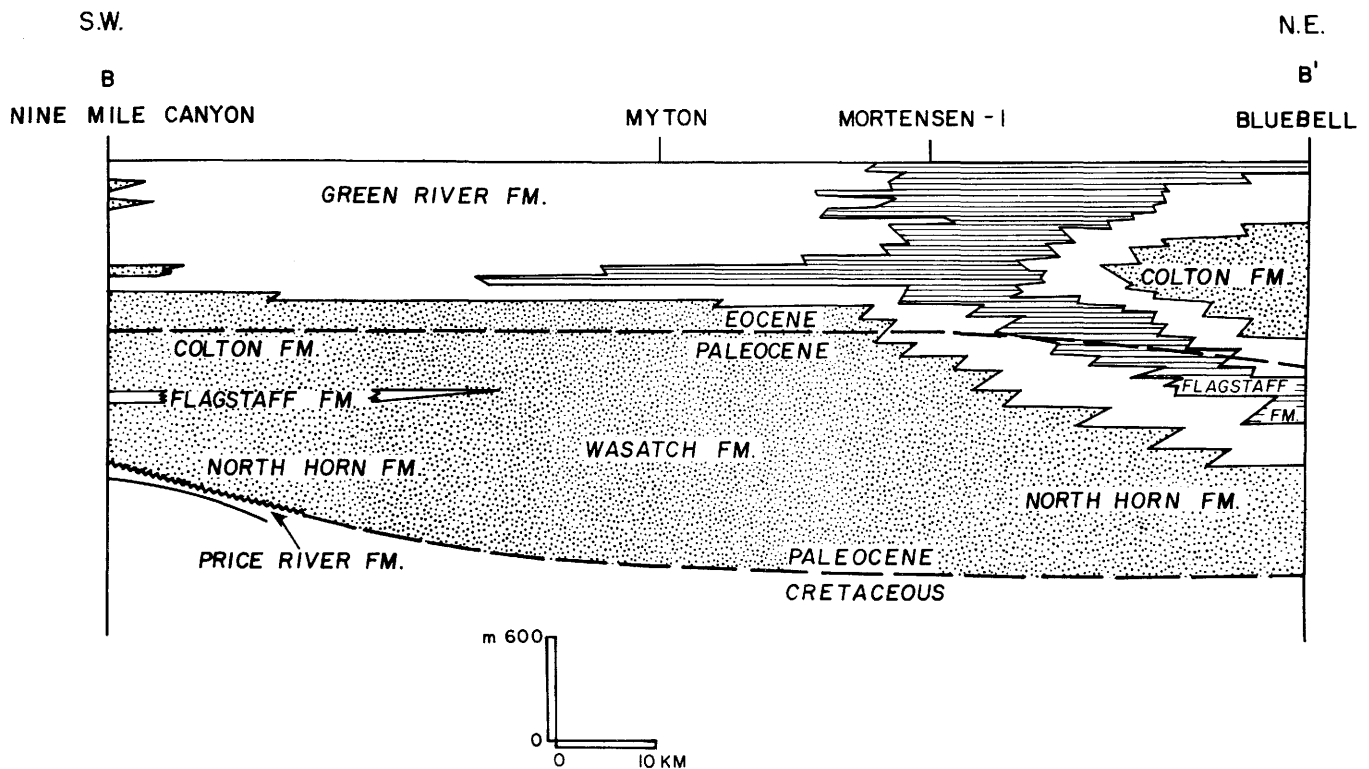 S.W.
N.E.
B
B'
NINE MILE CANYON
MYTON
MORTENSEN - I
BLUEBELL
GREEN RIVER FM.
COLTON FM.
EOCENE
COLTON FM.
PALEOCENE
FLAGSTAFF FM
FLAGSTAFF
FM.
WASATCH FM.
NORTH HORN FM.
NORTH HORN FM.
PRICE RIVER FM.
PALEOCENE
CRETACEOUS
m 600
0
0 10 KM